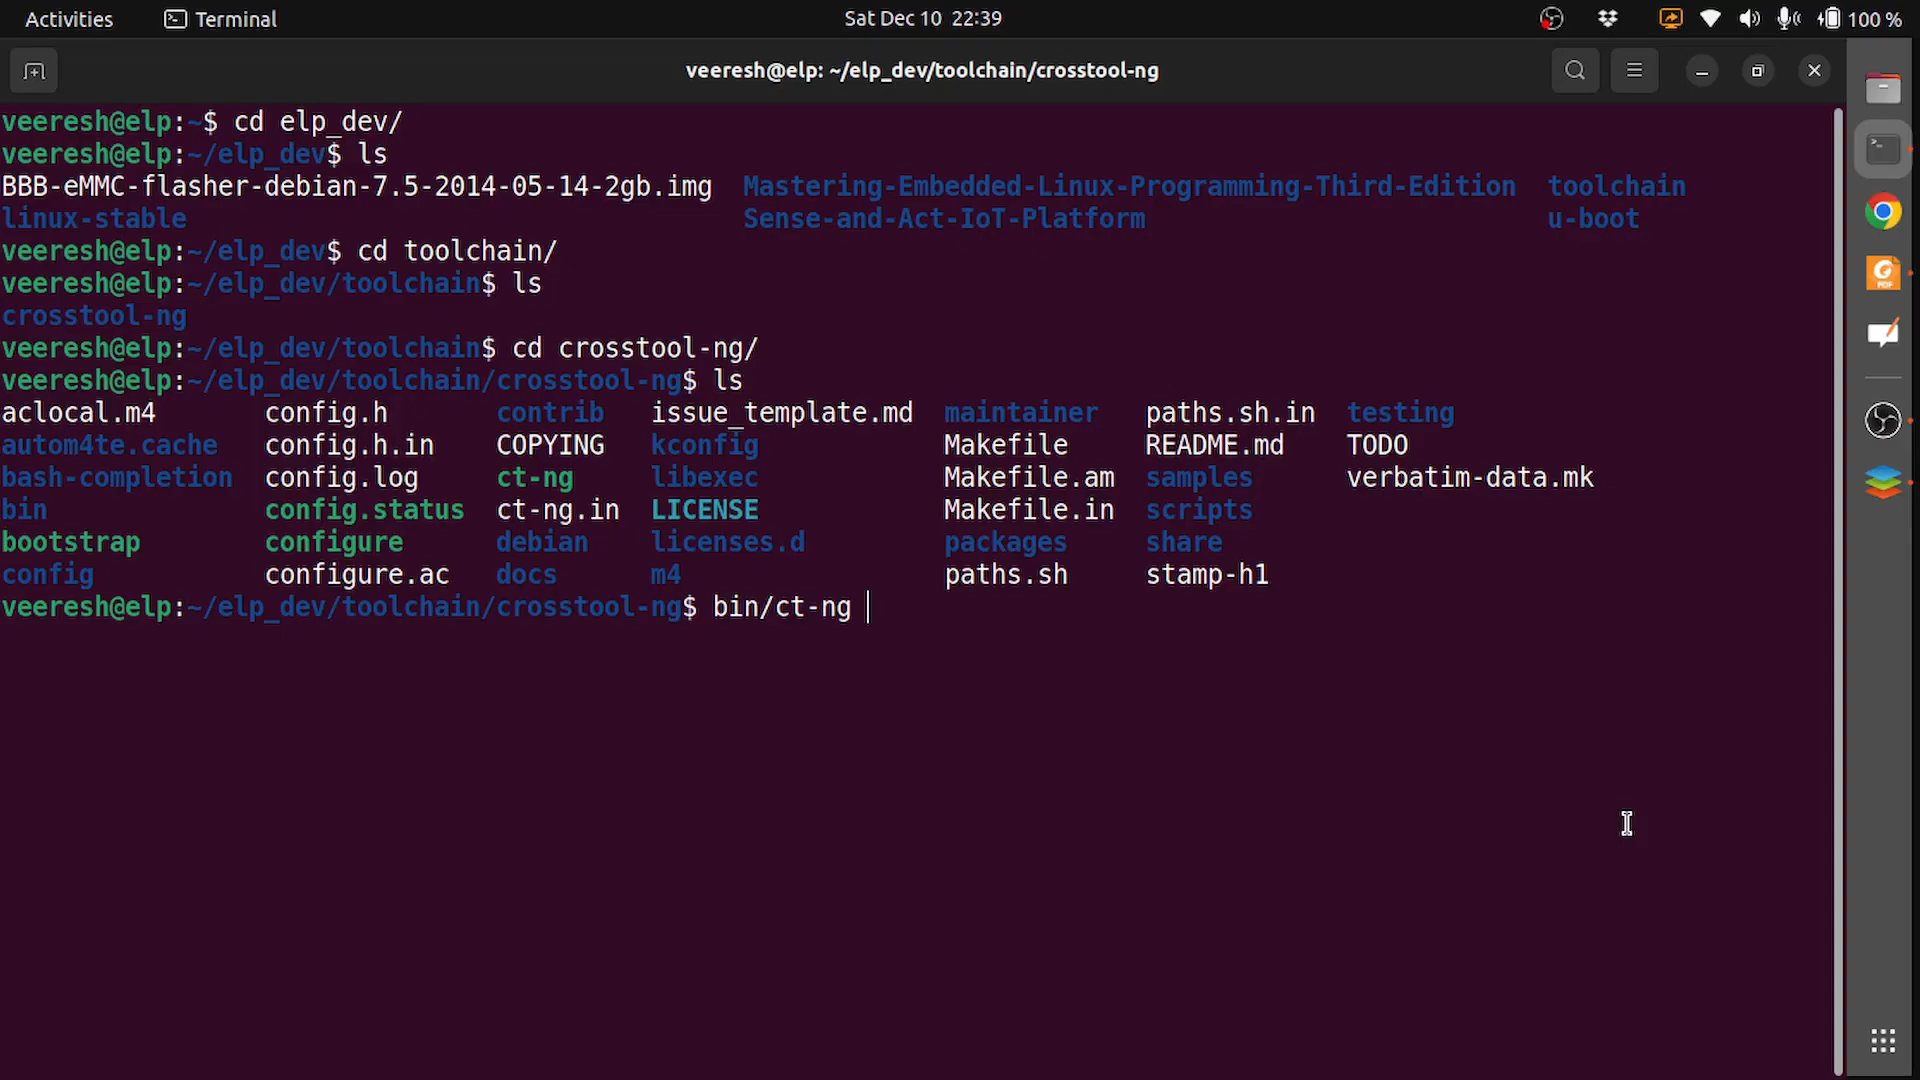 Activities Terminal Sat Dec 10 22:39 100 %
veeresh@elp: ~/elp_dev/toolchain/crosstool-ng
veeresh@elp:~$ cd elp_dev/
veeresh@elp:~/elp_dev$ ls
BBB-eMMC-flasher-debian-7.5-2014-05-14-2gb.img Mastering-Embedded-Linux-Programming-Third-Edition toolchain
linux-stable Sense-and-Act-IoT-Platform u-boot
veeresh@elp:~/elp_dev$ cd toolchain/
veeresh@elp:~/elp_dev/toolchain$ ls
crosstool-ng
veeresh@elp:~/elp_dev/toolchain$ cd crosstool-ng/
veeresh@elp:~/elp_dev/toolchain/crosstool-ng$ ls
aclocal.m4 config.h contrib issue_template.md maintainer paths.sh.in testing
autom4te.cache config.h.in COPYING kconfig Makefile README.md TODO
bash-completion config.log ct-ng libexec Makefile.am samples verbatim-data.mk
bin config.status ct-ng.in LICENSE Makefile.in scripts
bootstrap configure debian licenses.d packages share
config configure.ac docs m4 paths.sh stamp-h1
veeresh@elp:~/elp_dev/toolchain/crosstool-ng$ bin/ct-ng
PDF